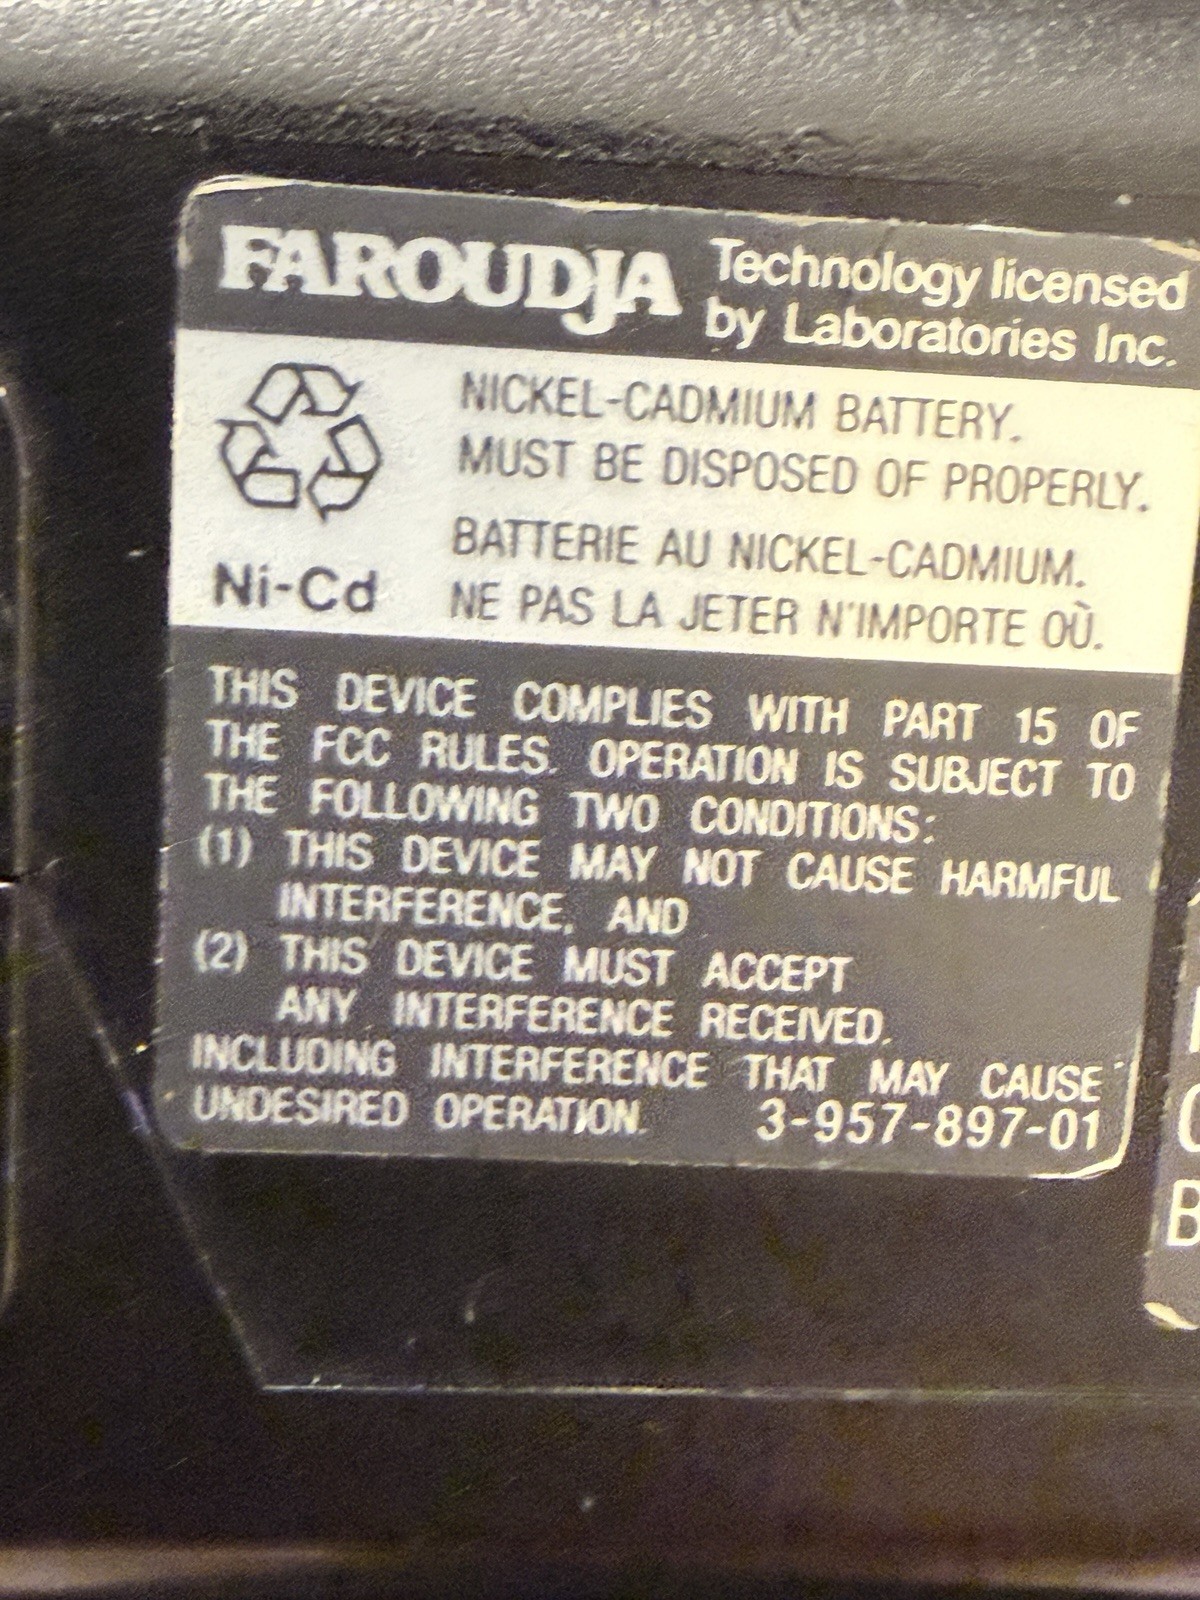 FAROUDJA Technology licensed
by Laboratories Inc.
NICKEL-CADMIUM BATTERY.
MUST BE DISPOSED OF PROPERLY.
BATTERIE AU NICKEL-CADMIUM.
Ni-Cd NE PAS LA JETER N'IMPORTE OÙ.
THIS DEVICE COMPLIES WITH PART 15 OF
THE FCC RULES. OPERATION IS SUBJECT TO
THE FOLLOWING TWO CONDITIONS:
(1) THIS DEVICE MAY NOT CAUSE HARMFUL
INTERFERENCE, AND
(2) THIS DEVICE MUST ACCEPT
ANY INTERFERENCE RECEIVED.
INCLUDING INTERFERENCE THAT MAY CAUSE
UNDESIRED OPERATION. 3-957-897-01